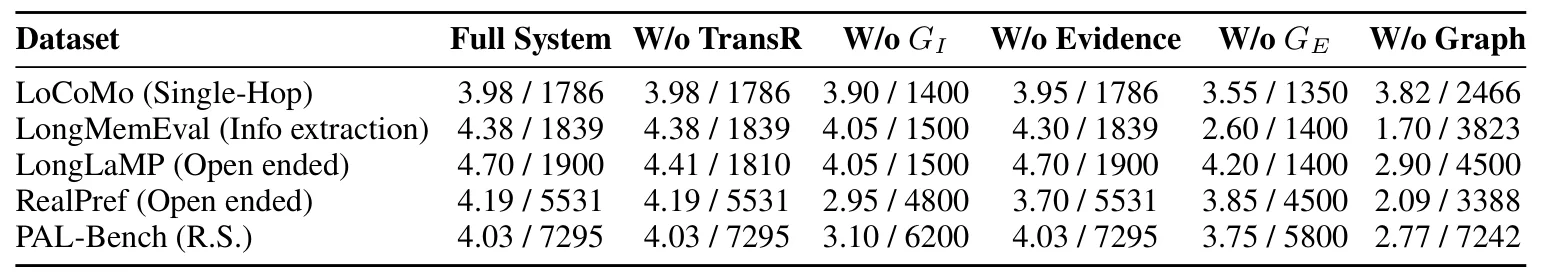 Dataset Full System W/o TransR W/o G_I W/o Evidence W/o G_E W/o Graph
LoCoMo (Single-Hop) 3.98 / 1786 3.98 / 1786 3.90 / 1400 3.95 / 1786 3.55 / 1350 3.82 / 2466
LongMemEval (Info extraction) 4.38 / 1839 4.38 / 1839 4.05 / 1500 4.30 / 1839 2.60 / 1400 1.70 / 3823
LongLaMP (Open ended) 4.70 / 1900 4.41 / 1810 4.05 / 1500 4.70 / 1900 4.20 / 1400 2.90 / 4500
RealPref (Open ended) 4.19 / 5531 4.19 / 5531 2.95 / 4800 3.70 / 5531 3.85 / 4500 2.09 / 3388
PAL-Bench (R.S.) 4.03 / 7295 4.03 / 7295 3.10 / 6200 4.03 / 7295 3.75 / 5800 2.77 / 7242